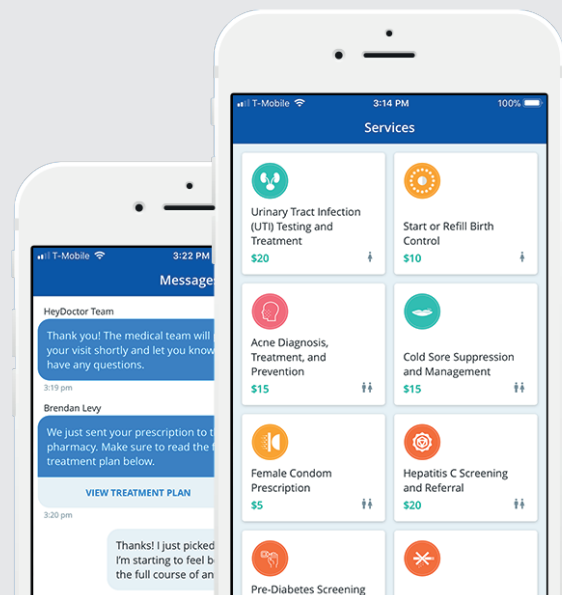 T-Mobile
3:14 PM
100%
Services
Urinary Tract Infection
(UTI) Testing and
Treatment
$20
Start or Refill Birth
Control
$10
Acne Diagnosis,
Treatment, and
Prevention
$15
Cold Sore Suppression
and Management
$15
Female Condom
Prescription
$5
Hepatitis C Screening
and Referral
$20
Pre-Diabetes Screening
T-Mobile
3:22 PM
Messages
HeyDoctor Team
Thank you! The medical team will
your visit shortly and let you know
have any questions.
3:19 pm
Brendan Levy
We just sent your prescription to
pharmacy. Make sure to read the
treatment plan below.
VIEW TREATMENT PLAN
3:20 pm
Thanks! I just picked
I'm starting to feel
the full course of